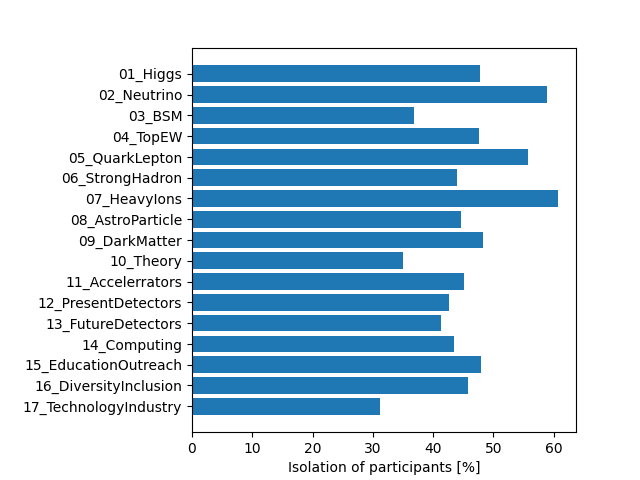 01_Higgs
02_Neutrino
03_BSM
04_TopEW
05_QuarkLepton
06_StrongHadron
07_HeavyIons
08_AstroParticle
09_DarkMatter
10_Theory
11_Accelerrators
12_PresentDetectors
13_FutureDetectors
14_Computing
15_EducationOutreach
16_DiversityInclusion
17_TechnologyIndustry
0 10 20 30 40 50 60
Isolation of participants [%]